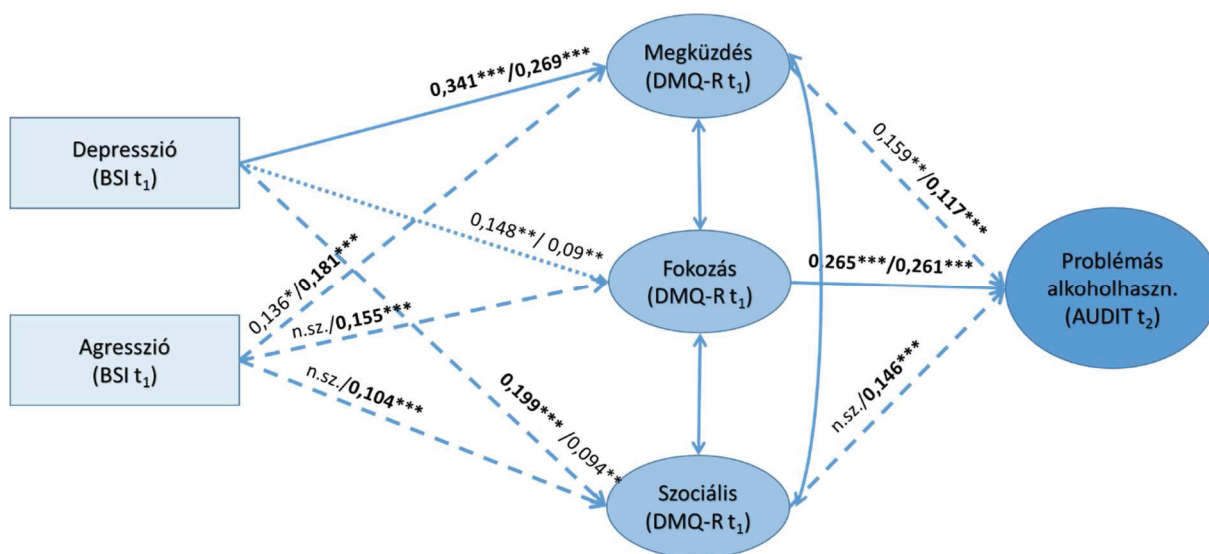 Megküzdés
(DMQ-R t₁)
0,341***/0,269***
Depresszió
(BSI t₁)
0,159**/0,117***
0,148**/ 0,09**
Fokozás
(DMQ-R t₁)
0,265***/0,261***
Problémás
alkoholhaszn.
(AUDIT t₂)
0,136*/0,181***
n.sz./0,155***
Agresszió
(BSI t₁)
n.sz./0,104***
0,199***/0,094**
n.sz./0,146***
Szociális
(DMQ-R t₁)